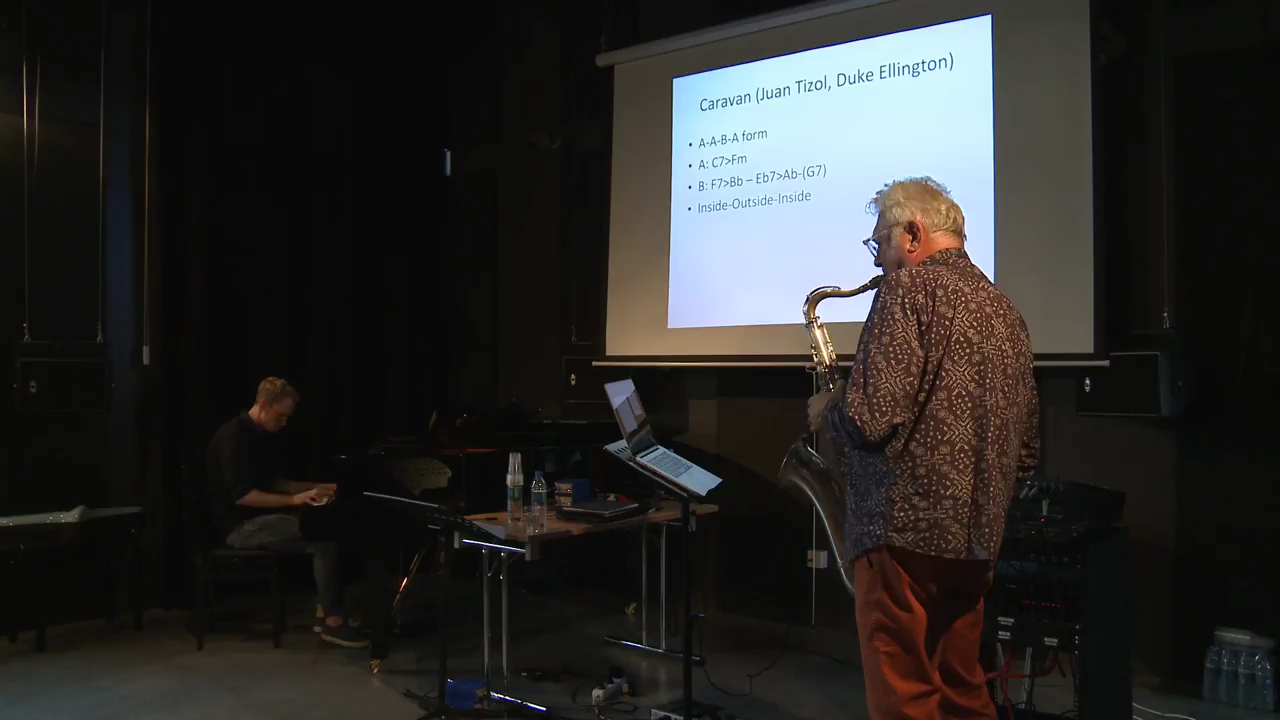 Caravan (Juan Tizol, Duke Ellington)
• A-A-B-A form
• A: C7>Fm
• B: F7>Bb – Eb7>Ab-(G7)
• Inside-Outside-Inside